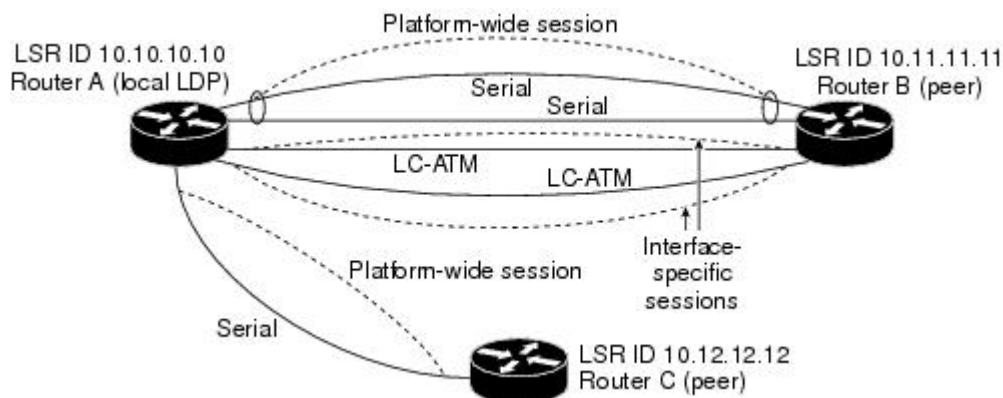 Platform-wide session
LSR ID 10.10.10.10
Router A (local LDP)
LSR ID 10.11.11.11
Router B (peer)
Serial
Serial
LC-ATM
LC-ATM
Interface-
specific
sessions
Platform-wide session
Serial
LSR ID 10.12.12.12
Router C (peer)